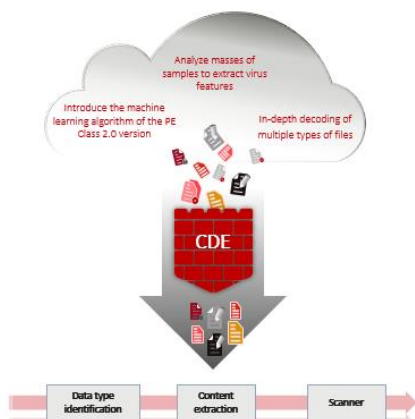 Analyze masses of
samples to extract virus
features
Introduce the machine
learning algorithm of the PE
Class 2.0 version
In-depth decoding of
multiple types of files
CDE
Data type
identification
Content
extraction
Scanner